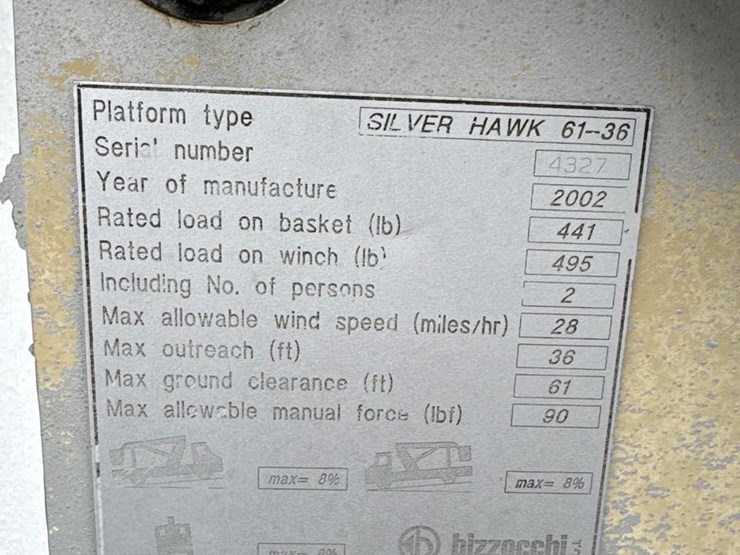 Platform type SILVER HAWK 61-36
Serial number 4327
Year of manufacture 2002
Rated load on basket (lb) 441
Rated load on winch (lb) 495
Including No. of persons 2
Max allowable wind speed (miles/hr) 28
Max outreach (ft) 36
Max ground clearance (ft) 61
Max allowable manual force (lbf) 90
max= 8% max= 8%
max= bizzocchi